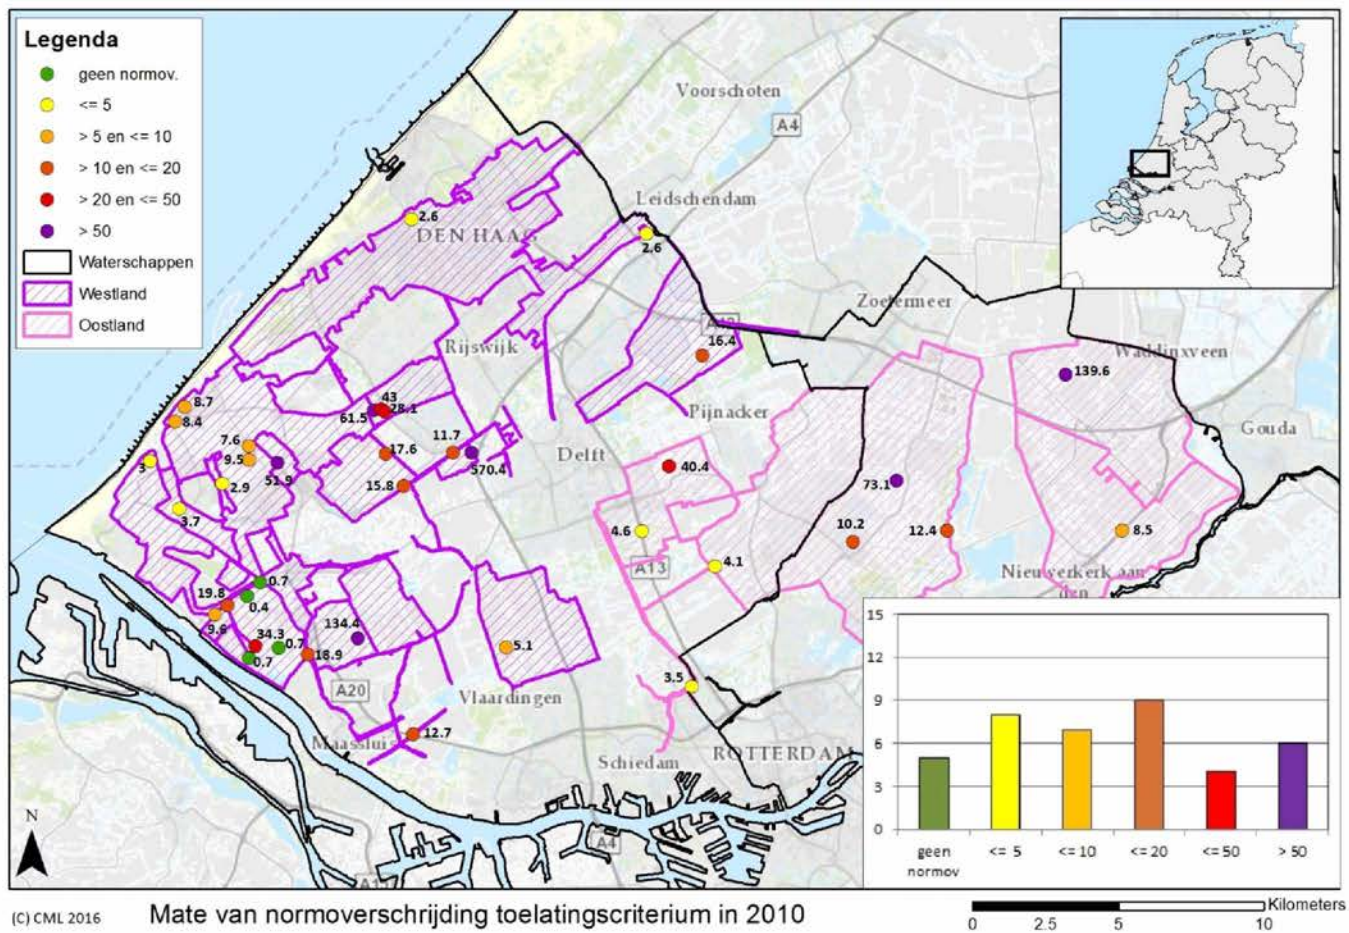 Legenda
geen normov.
<= 5
> 5 en <= 10
> 10 en <= 20
> 20 en <= 50
> 50
Waterschappen
Westland
Oostland
Voorschoten
A4
Leidschendam
2.6
DEN HAAG
2.6
Zoetermeer
Rijswijk
16.4
Waddinxveen
139.6
8.7
8.4
43
61.5
28.1
Pijnacker
Gouda
7.6
9.5
51.9
17.6
11.7
570.4
Delft
40.4
3
2.9
15.8
73.1
3.7
4.6
10.2
12.4
8.5
A13
4.1
Nieuwerkerk aan
den
0.7
19.8
0.4
9.6
34.3
0.7
0.7
18.9
134.4
5.1
A20
3.5
Vlaardingen
12.7
Maassluis
Schiedam
ROTTERDAM
A4
N
15
12
9
6
3
0
geen normov
<= 5
<= 10
<= 20
<= 50
> 50
(C) CML 2016
Mate van normoverschrijding toelatingscriterium in 2010
Kilometers
0
2.5
5
10